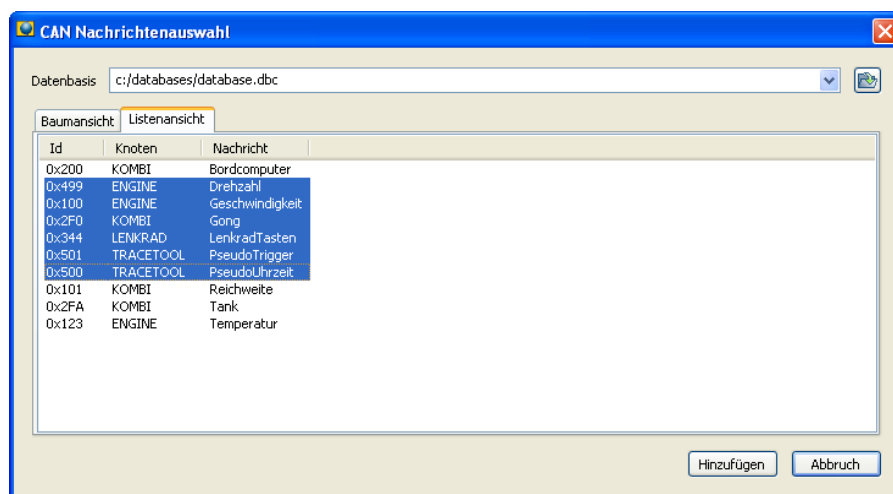 CAN Nachrichtenauswahl
Datenbasis c:/databases/database.dbc
Baumansicht Listenansicht
Id Knoten Nachricht
0x200 KOMBI Bordcomputer
0x499 ENGINE Drehzahl
0x100 ENGINE Geschwindigkeit
0x2F0 KOMBI Gong
0x344 LENKRAD LenkradTasten
0x501 TRACETOOL PseudoTrigger
0x500 TRACETOOL PseudoUhrzeit
0x101 KOMBI Reichweite
0x2FA KOMBI Tank
0x123 ENGINE Temperatur
Hinzufügen Abbruch